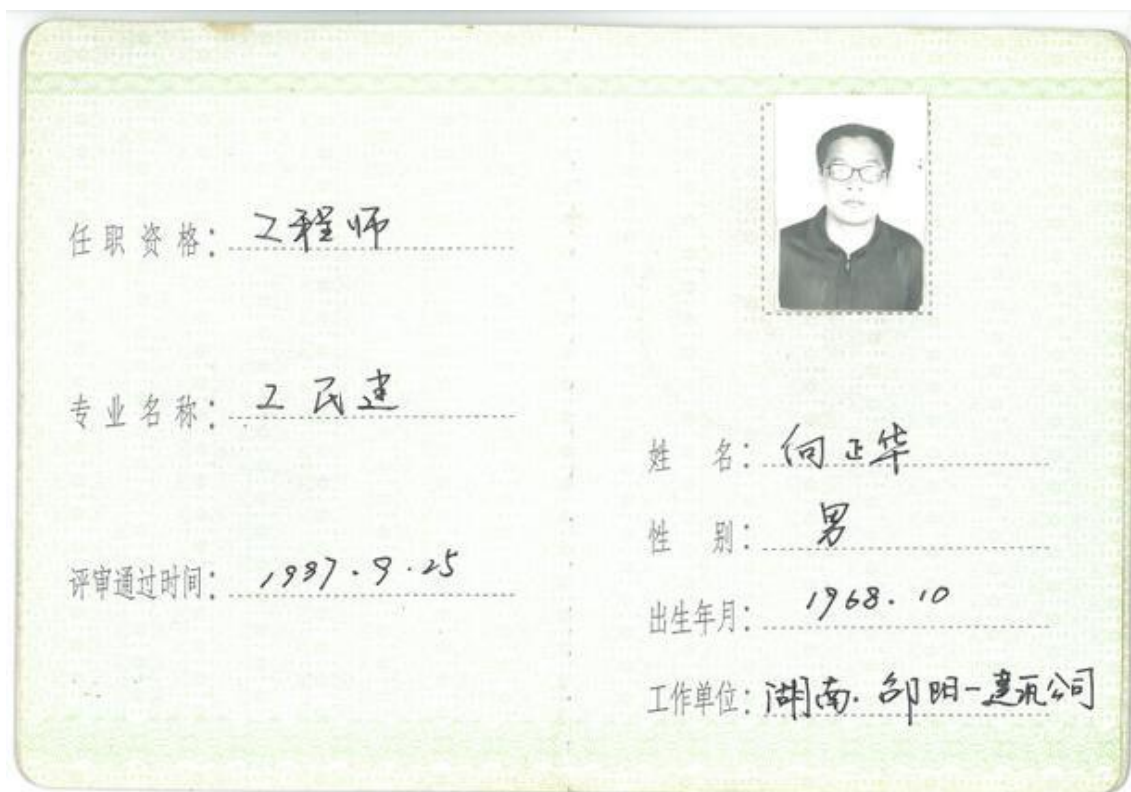 任职资格：工程师
专业名称：工民建
评审通过时间：1997.9.25
姓名：向正华
性别：男
出生年月：1968.10
工作单位：湖南.邵阳一建筑公司